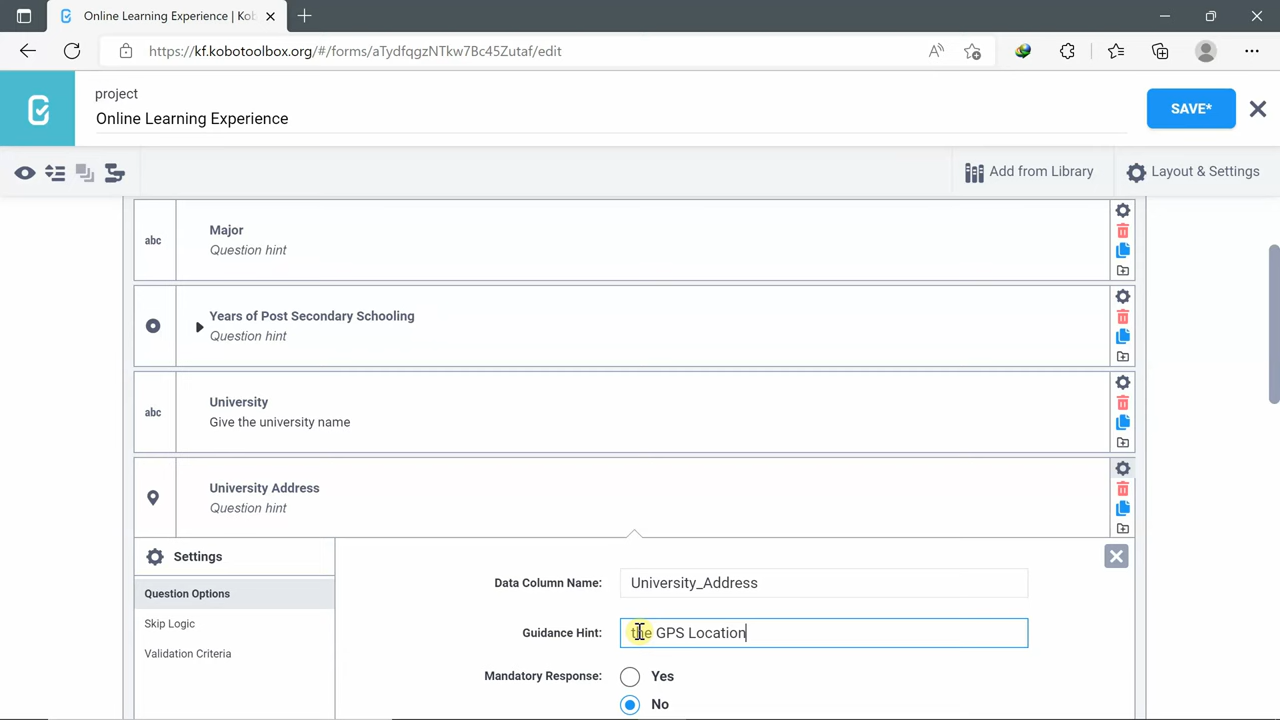 Online Learning Experience | Kob
https://kf.kobotoolbox.org/#/forms/aTydfqgzNTkw7Bc45Zutaf/edit
project
Online Learning Experience
SAVE*
Add from Library
Layout & Settings
abc
Major
Question hint
Years of Post Secondary Schooling
Question hint
abc
University
Give the university name
University Address
Question hint
Settings
Question Options
Skip Logic
Validation Criteria
Data Column Name:
University_Address
Guidance Hint:
the GPS Location
Mandatory Response:
Yes
No